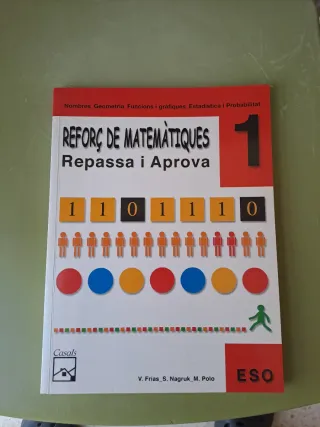 Nombres, Geometria, Funcions i gràfiques, Estadística i Probabilitat
1
REFORÇ DE MATEMÀTIQUES
Repassa i Aprova
1 1 0 1 1 1 0
Casals
V. Frias_S. Nagruk_M. Polo
ESO